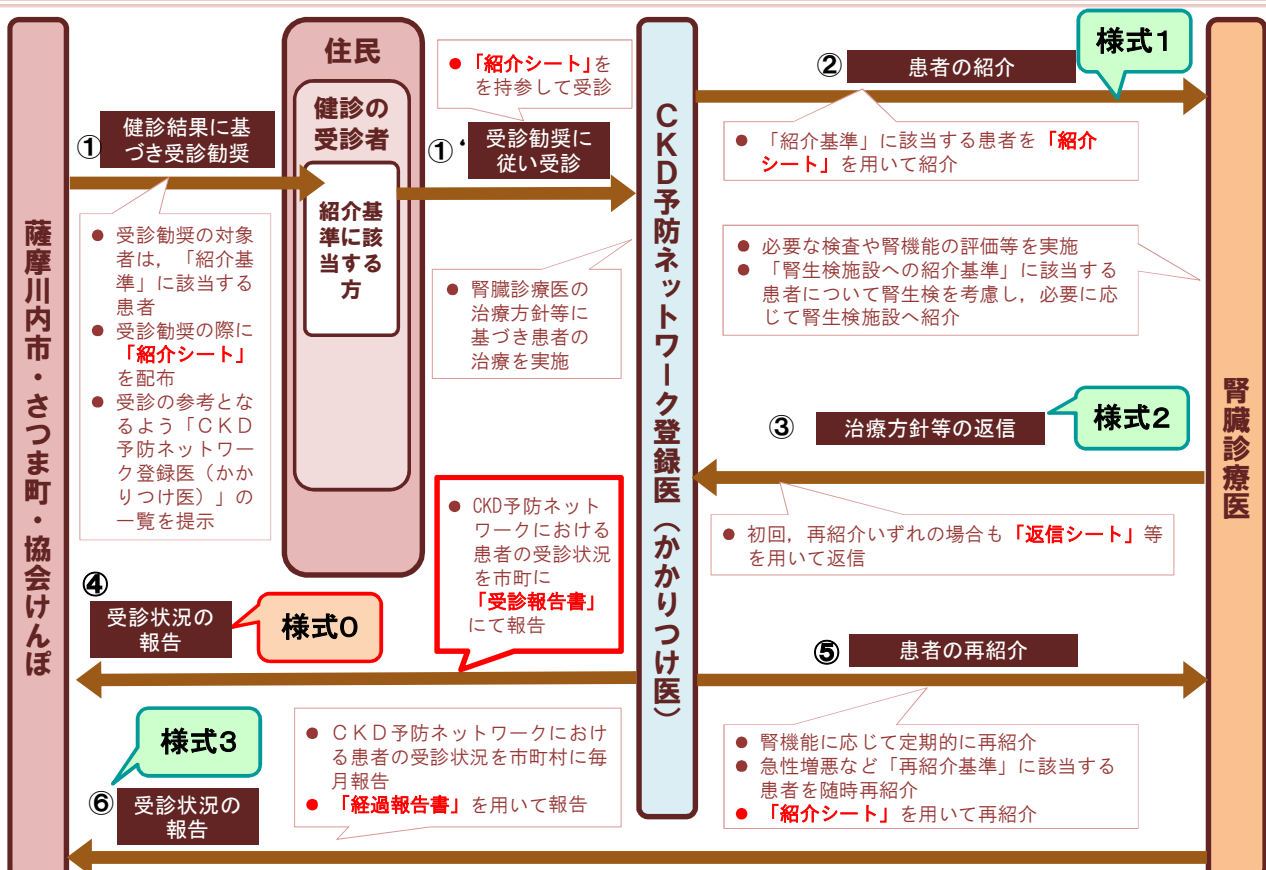 薩摩川内市・さつま町・協会けんぽ
①
健診結果に基
づき受診勧奨
● 受診勧奨の対象
者は，「紹介基
準」に該当する
患者
● 受診勧奨の際に
「紹介シート」
を配布
● 受診の参考とな
るよう「ＣＫＤ
予防ネットワー
ク登録医（かか
りつけ医）」の
一覧を提示
住民
健診の
受診者
紹介基
準に該
当する
方
● 「紹介シート」を
を持参して受診
①‘
受診勧奨に
従い受診
● 腎臓診療医の
治療方針等に
基づき患者の
治療を実施
ＣＫＤ予防ネットワーク登録医（かかりつけ医）
②
患者の紹介
様式1
● 「紹介基準」に該当する患者を「紹介
シート」を用いて紹介
● 必要な検査や腎機能の評価等を実施
● 「腎生検施設への紹介基準」に該当する
患者について腎生検を考慮し，必要に応
じて腎生検施設へ紹介
③
治療方針等の返信
様式2
● 初回，再紹介いずれの場合も「返信シート」等
を用いて返信
腎臓診療医
④
受診状況の
報告
様式0
● CKD予防ネット
ワークにおける
患者の受診状況
を市町に
「受診報告書」
にて報告
⑤
患者の再紹介
● 腎機能に応じて定期的に再紹介
● 急性増悪など「再紹介基準」に該当する
患者を随時再紹介
● 「紹介シート」を用いて再紹介
様式3
⑥
受診状況の
報告
● ＣＫＤ予防ネットワークにおけ
る患者の受診状況を市町村に毎
月報告
● 「経過報告書」を用いて報告